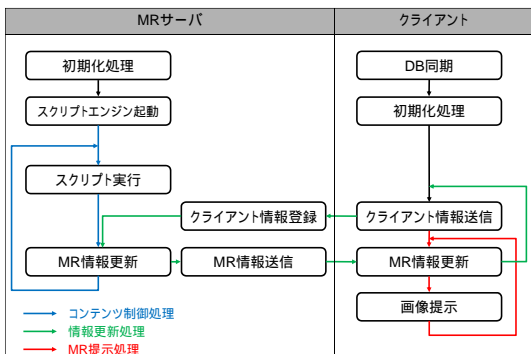 MRサーバ
クライアント
初期化処理
DB同期
スクリプトエンジン起動
初期化処理
スクリプト実行
クライアント情報登録
クライアント情報送信
MR情報更新
MR情報送信
MR情報更新
画像提示
コンテンツ制御処理
情報更新処理
MR提示処理